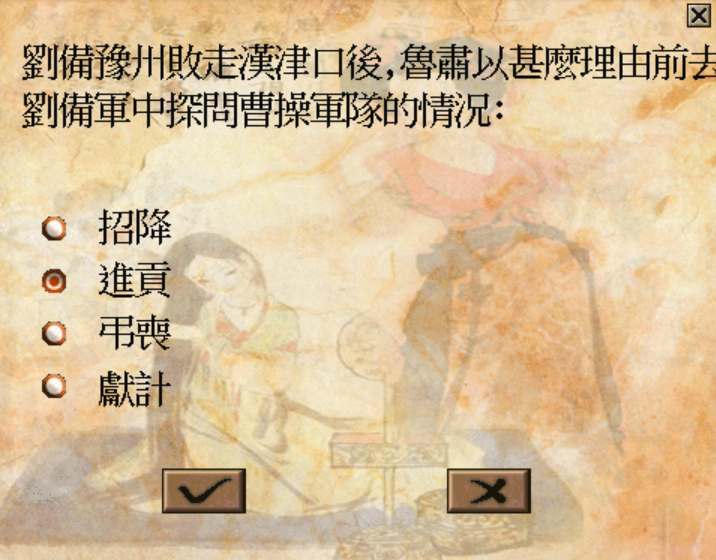 劉備豫州敗走漢津口後,魯肅以甚麼理由前去
劉備軍中探問曹操軍隊的情況:
招降
進貢
弔喪
獻計